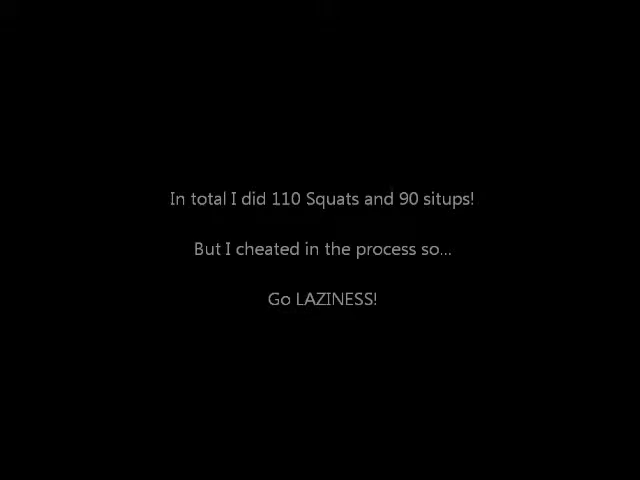 In total I did 110 Squats and 90 situps!
But I cheated in the process so...
Go LAZINESS!